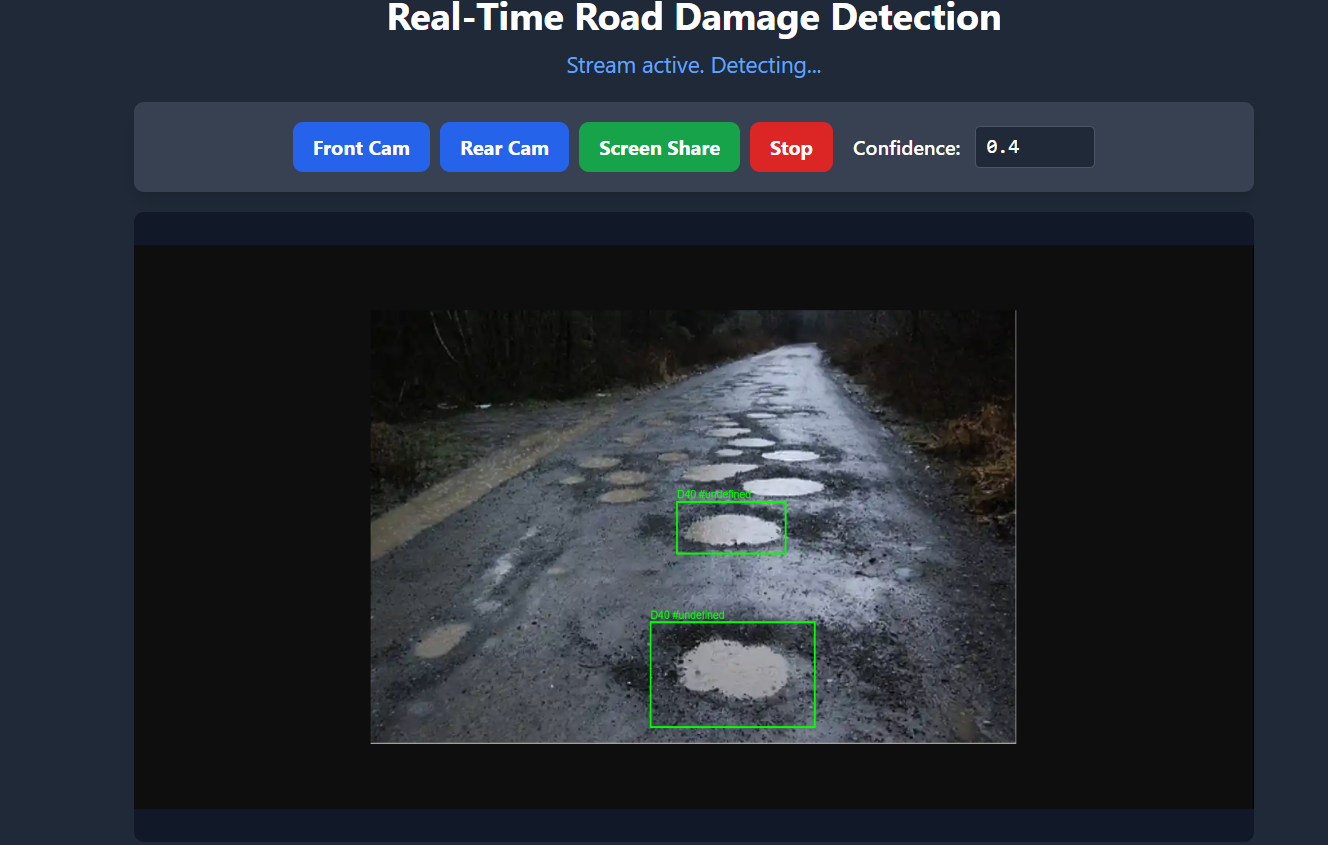 Real-Time Road Damage Detection
Stream active. Detecting...
Front Cam Rear Cam Screen Share Stop Confidence: 0.4
D40 #undefined
D40 #undefined